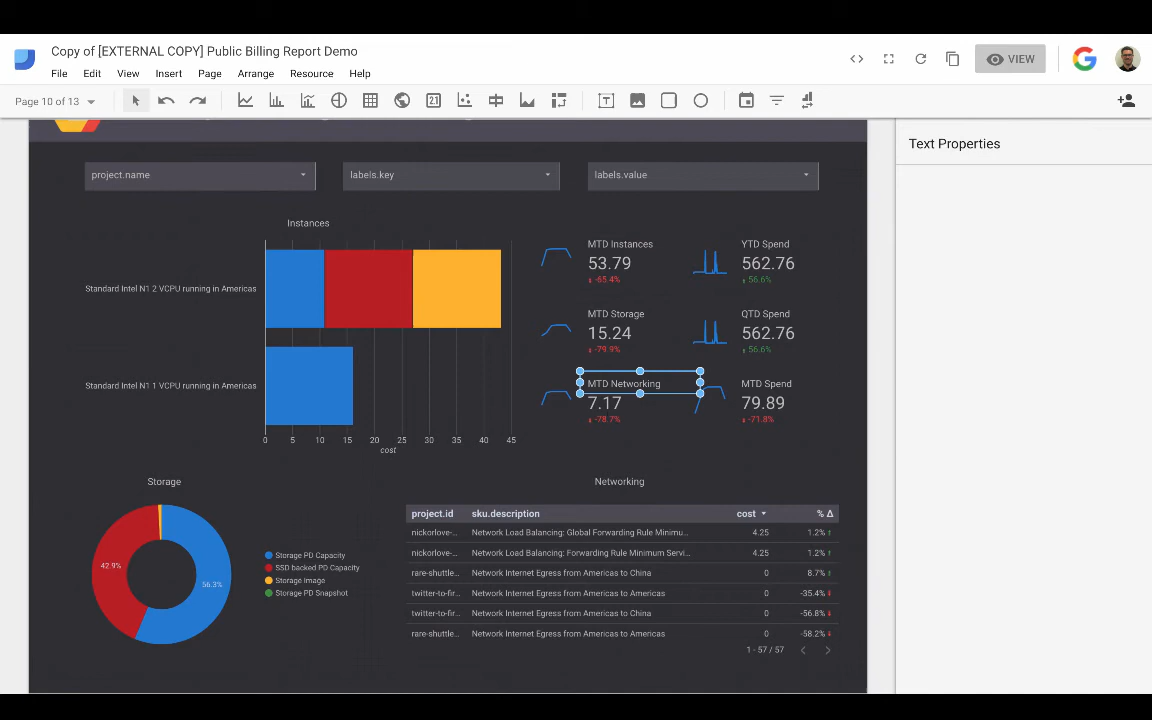 Copy of [EXTERNAL COPY] Public Billing Report Demo
File Edit View Insert Page Arrange Resource Help
VIEW
Page 10 of 13
Text Properties
project.name labels.key labels.value
Instances
Standard Intel N1 2 VCPU running in Americas
Standard Intel N1 1 VCPU running in Americas
0 5 10 15 20 25 30 35 40 45
cost
MTD Instances
53.79
-65.4%
YTD Spend
562.76
56.6%
MTD Storage
15.24
-79.9%
QTD Spend
562.76
56.6%
MTD Networking
7.17
-78.7%
MTD Spend
79.89
-71.8%
Storage
42.9%
56.3%
Storage PD Capacity
SSD backed PD Capacity
Storage Image
Storage PD Snapshot
Networking
project.id sku.description cost % Δ
nickorlove-... Network Load Balancing: Global Forwarding Rule Minimu... 4.25 1.2%
nickorlove-... Network Load Balancing: Forwarding Rule Minimum Servi... 4.25 1.2%
rare-shuttle... Network Internet Egress from Americas to China 0 8.7%
twitter-to-fir... Network Internet Egress from Americas to Americas 0 -35.4%
twitter-to-fir... Network Internet Egress from Americas to China 0 -56.8%
rare-shuttle... Network Internet Egress from Americas to Americas 0 -58.2%
1 - 57 / 57